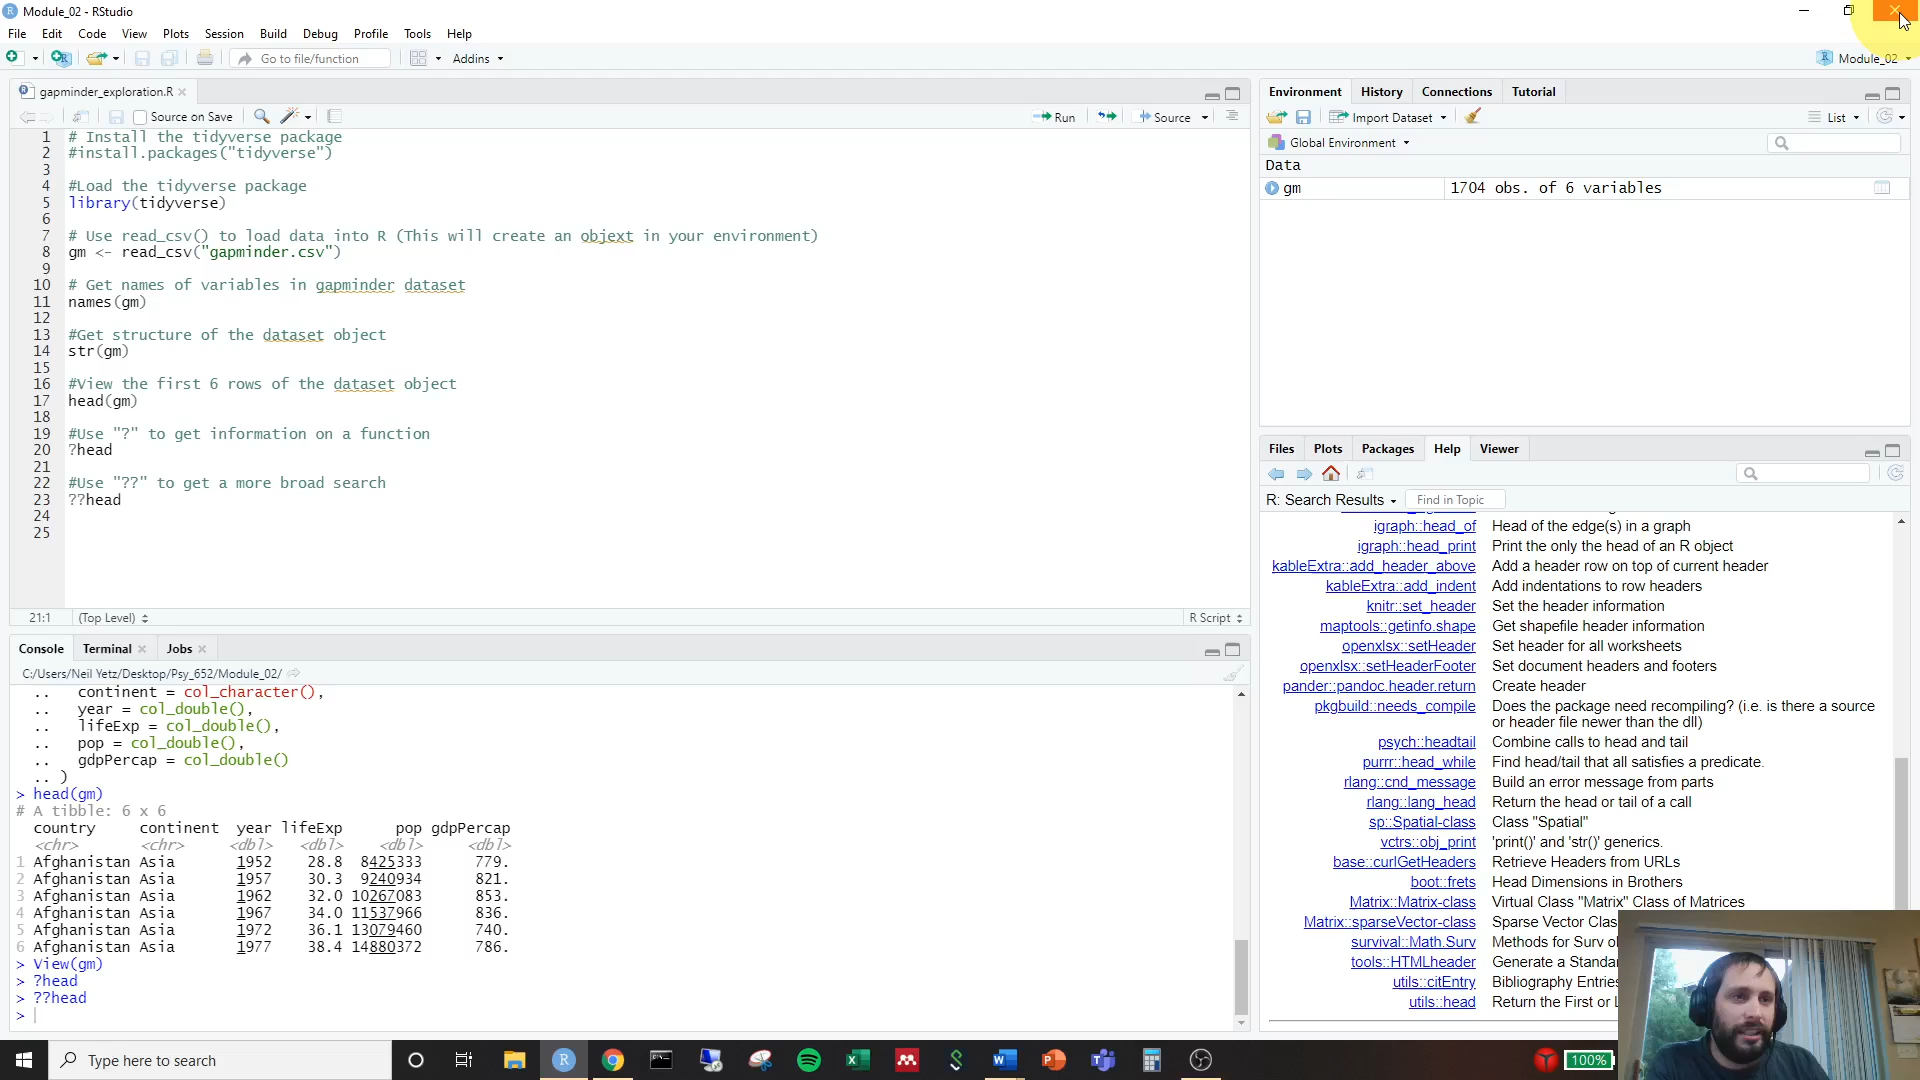 Module_02 - RStudio
File Edit Code View Plots Session Build Debug Profile Tools Help
Go to file/function Addins Module_02
gapminder_exploration.R
Source on Save Run Source
1 # Install the tidyverse package
2 #install.packages("tidyverse")
3
4 #Load the tidyverse package
5 library(tidyverse)
6
7 # Use read_csv() to load data into R (This will create an objext in your environment)
8 gm <- read_csv("gapminder.csv")
9
10 # Get names of variables in gapminder dataset
11 names(gm)
12
13 #Get structure of the dataset object
14 str(gm)
15
16 #View the first 6 rows of the dataset object
17 head(gm)
18
19 #Use "?" to get information on a function
20 ?head
21
22 #Use "??" to get a more broad search
23 ??head
24
25
21:1 (Top Level) R Script
Console Terminal Jobs
C:/Users/Neil Yetz/Desktop/Psy_652/Module_02/
.. continent = col_character(),
.. year = col_double(),
.. lifeExp = col_double(),
.. pop = col_double(),
.. gdpPercap = col_double()
.. )
> head(gm)
# A tibble: 6 x 6
country continent year lifeExp pop gdpPercap
<chr> <chr> <dbl> <dbl> <dbl> <dbl>
1 Afghanistan Asia 1952 28.8 8425333 779.
2 Afghanistan Asia 1957 30.3 9240934 821.
3 Afghanistan Asia 1962 32.0 10267083 853.
4 Afghanistan Asia 1967 34.0 11537966 836.
5 Afghanistan Asia 1972 36.1 13079460 740.
6 Afghanistan Asia 1977 38.4 14880372 786.
> View(gm)
> ?head
> ??head
>
Environment History Connections Tutorial
Import Dataset List
Global Environment
Data
gm 1704 obs. of 6 variables
Files Plots Packages Help Viewer
R: Search Results Find in Topic
igraph::head_of Head of the edge(s) in a graph
igraph::head_print Print the only the head of an R object
kableExtra::add_header_above Add a header row on top of current header
kableExtra::add_indent Add indentations to row headers
knitr::set_header Set the header information
maptools::getinfo.shape Get shapefile header information
openxlsx::setHeader Set header for all worksheets
openxlsx::setHeaderFooter Set document headers and footers
pander::pandoc.header.return Create header
pkgbuild::needs_compile Does the package need recompiling? (i.e. is there a source
or header file newer than the dll)
psych::headtail Combine calls to head and tail
purrr::head_while Find head/tail that all satisfies a predicate.
rlang::cnd_message Build an error message from parts
rlang::lang_head Return the head or tail of a call
sp::Spatial-class Class "Spatial"
vctrs::obj_print 'print()' and 'str()' generics.
base::curlGetHeaders Retrieve Headers from URLs
boot::frets Head Dimensions in Brothers
Matrix::Matrix-class Virtual Class "Matrix" Class of Matrices
Matrix::sparseVector-class Sparse Vector Clas
survival::Math.Surv Methods for Surv
tools::HTMLheader Generate a Standa
utils::citEntry Bibliography Entries
utils::head Return the First or
Type here to search
100%